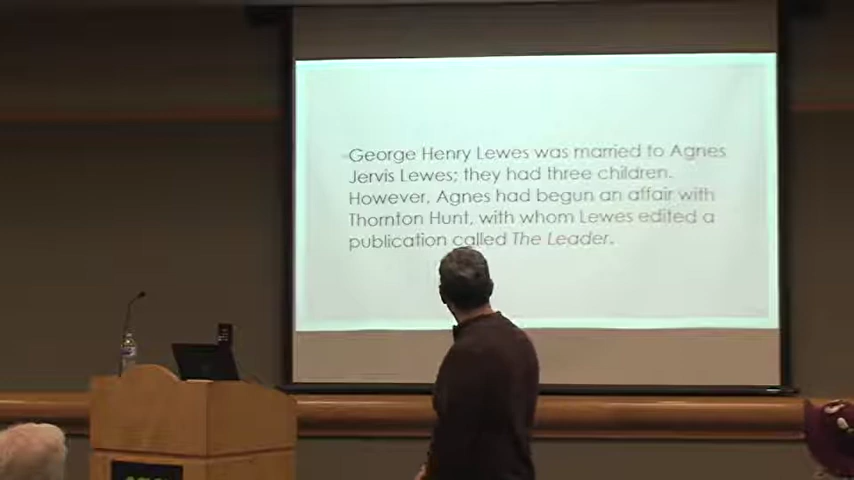 George Henry Lewes was married to Agnes
Jervis Lewes; they had three children.
However, Agnes had begun an affair with
Thornton Hunt, with whom Lewes edited a
publication called The Leader.